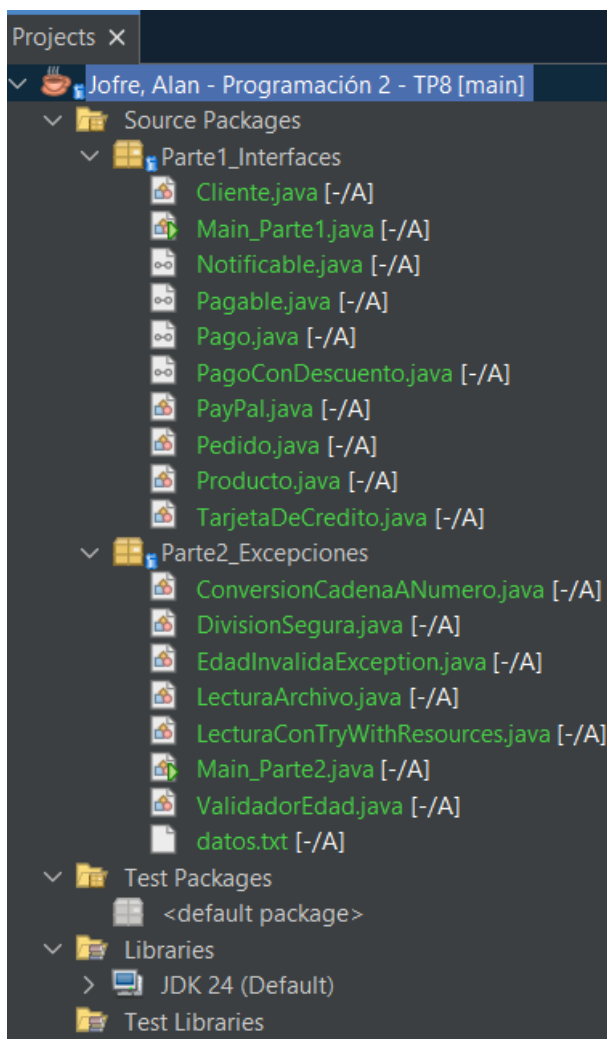 Projects ×
Jofre, Alan - Programación 2 - TP8 [main]
Source Packages
Parte1_Interfaces
Cliente.java [-/A]
Main_Parte1.java [-/A]
Notificable.java [-/A]
Pagable.java [-/A]
Pago.java [-/A]
PagoConDescuento.java [-/A]
PayPal.java [-/A]
Pedido.java [-/A]
Producto.java [-/A]
TarjetaDeCredito.java [-/A]
Parte2_Excepciones
ConversionCadenaANumero.java [-/A]
DivisionSegura.java [-/A]
EdadInvalidaException.java [-/A]
LecturaArchivo.java [-/A]
LecturaConTryWithResources.java [-/A]
Main_Parte2.java [-/A]
ValidadorEdad.java [-/A]
datos.txt [-/A]
Test Packages
<default package>
Libraries
JDK 24 (Default)
Test Libraries